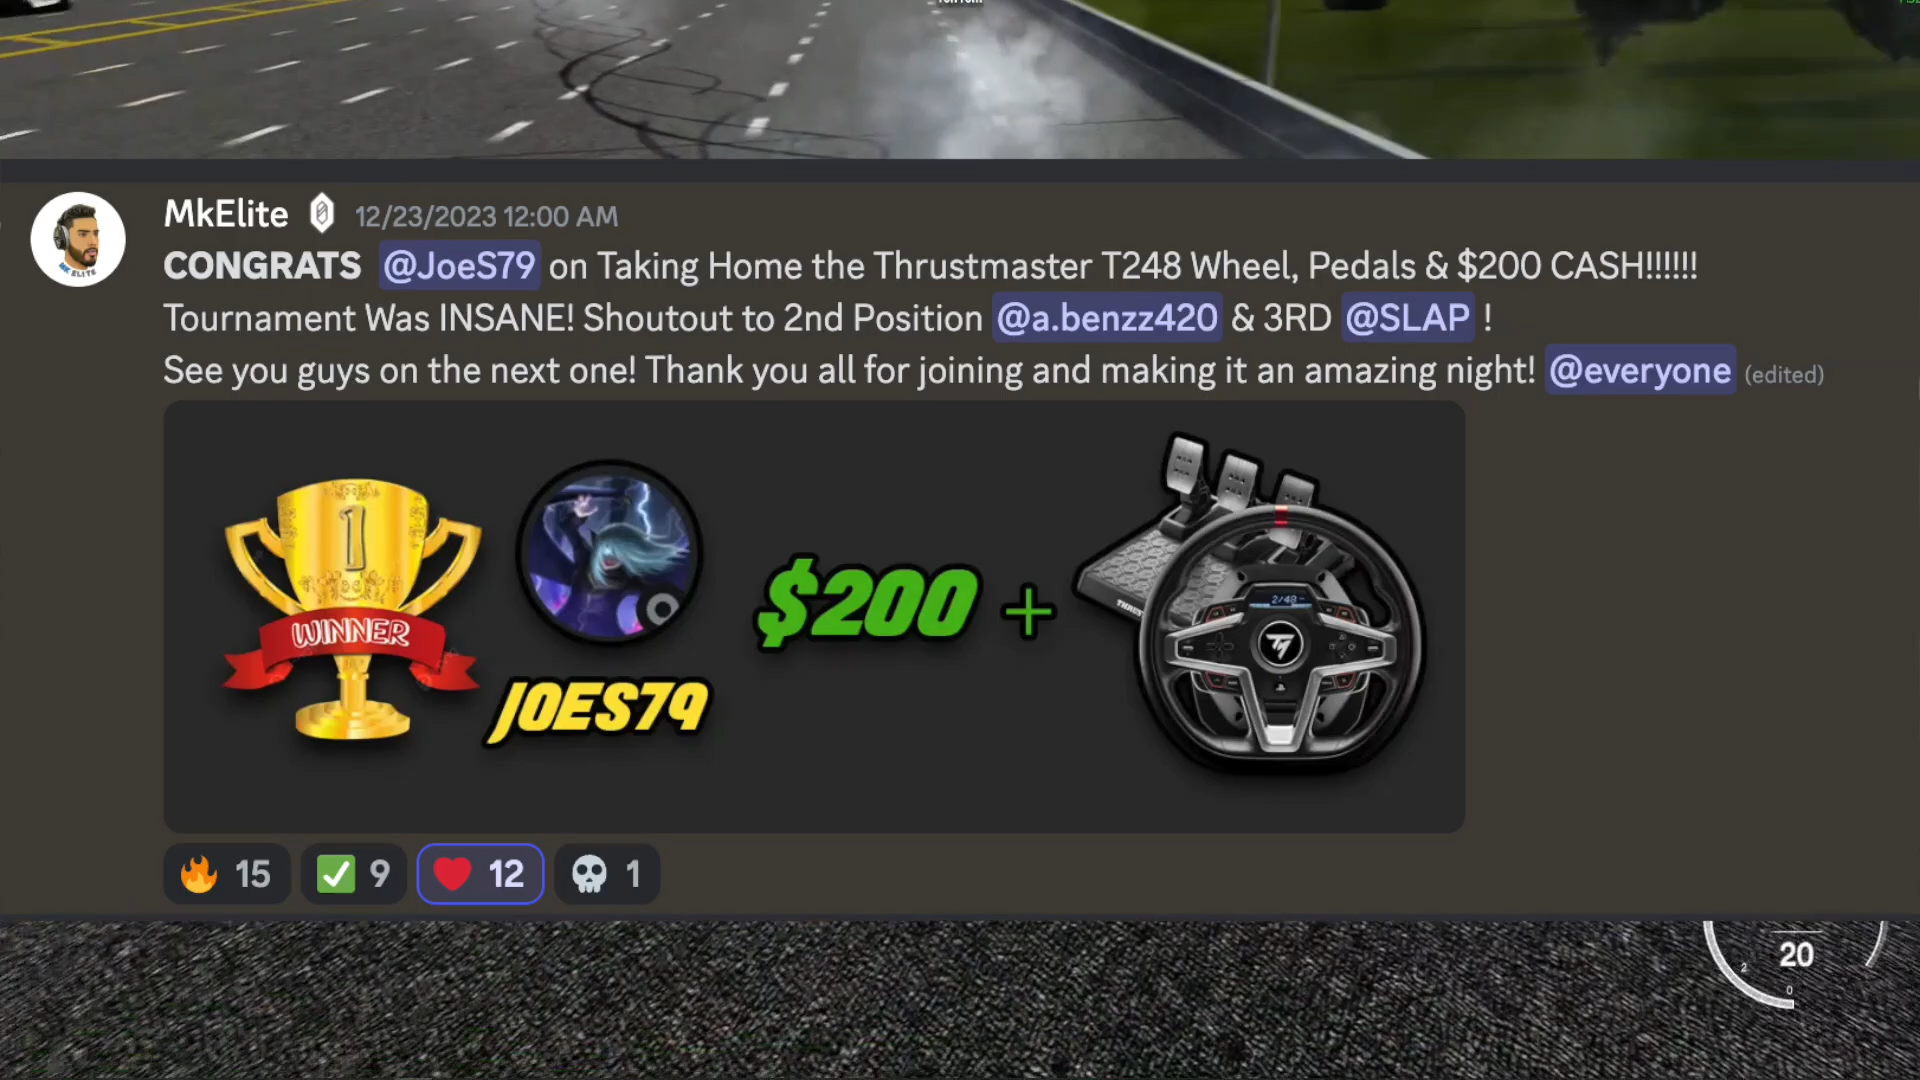 MkElite 12/23/2023 12:00 AM
CONGRATS @JoeS79 on Taking Home the Thrustmaster T248 Wheel, Pedals & $200 CASH!!!!!!
Tournament Was INSANE! Shoutout to 2nd Position @a.benzz420 & 3RD @SLAP !
See you guys on the next one! Thank you all for joining and making it an amazing night! @everyone (edited)
1
WINNER
JOES79
$200 +
15 9 12 1
20
2
0